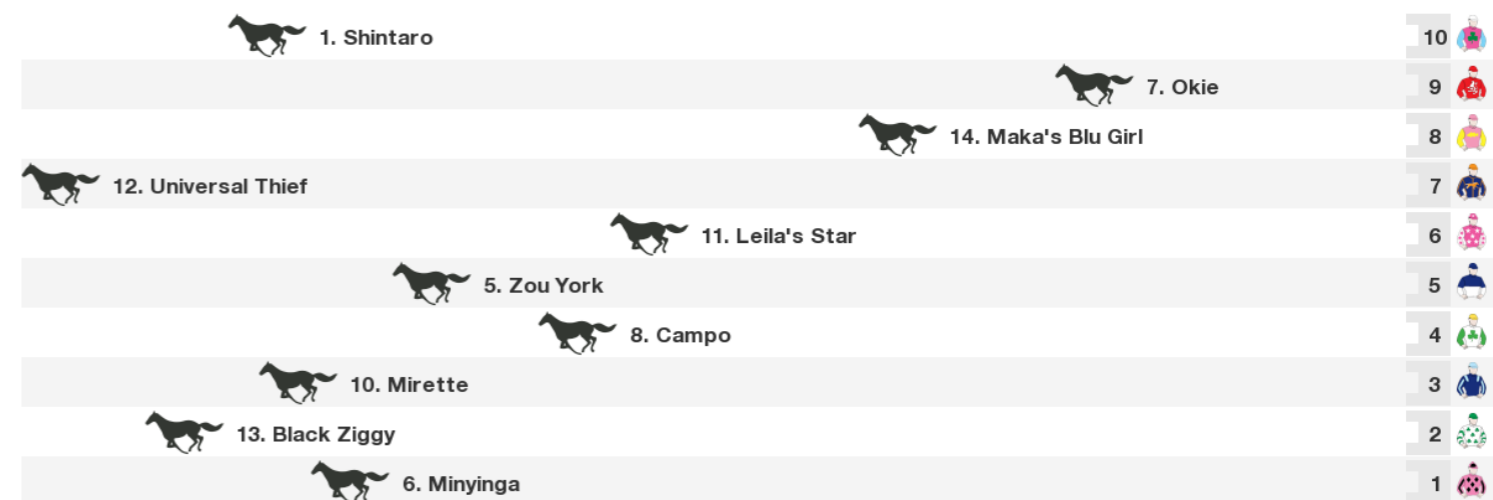 1. Shintaro 10
7. Okie 9
14. Maka's Blu Girl 8
12. Universal Thief 7
11. Leila's Star 6
5. Zou York 5
8. Campo 4
10. Mirette 3
13. Black Ziggy 2
6. Minyinga 1